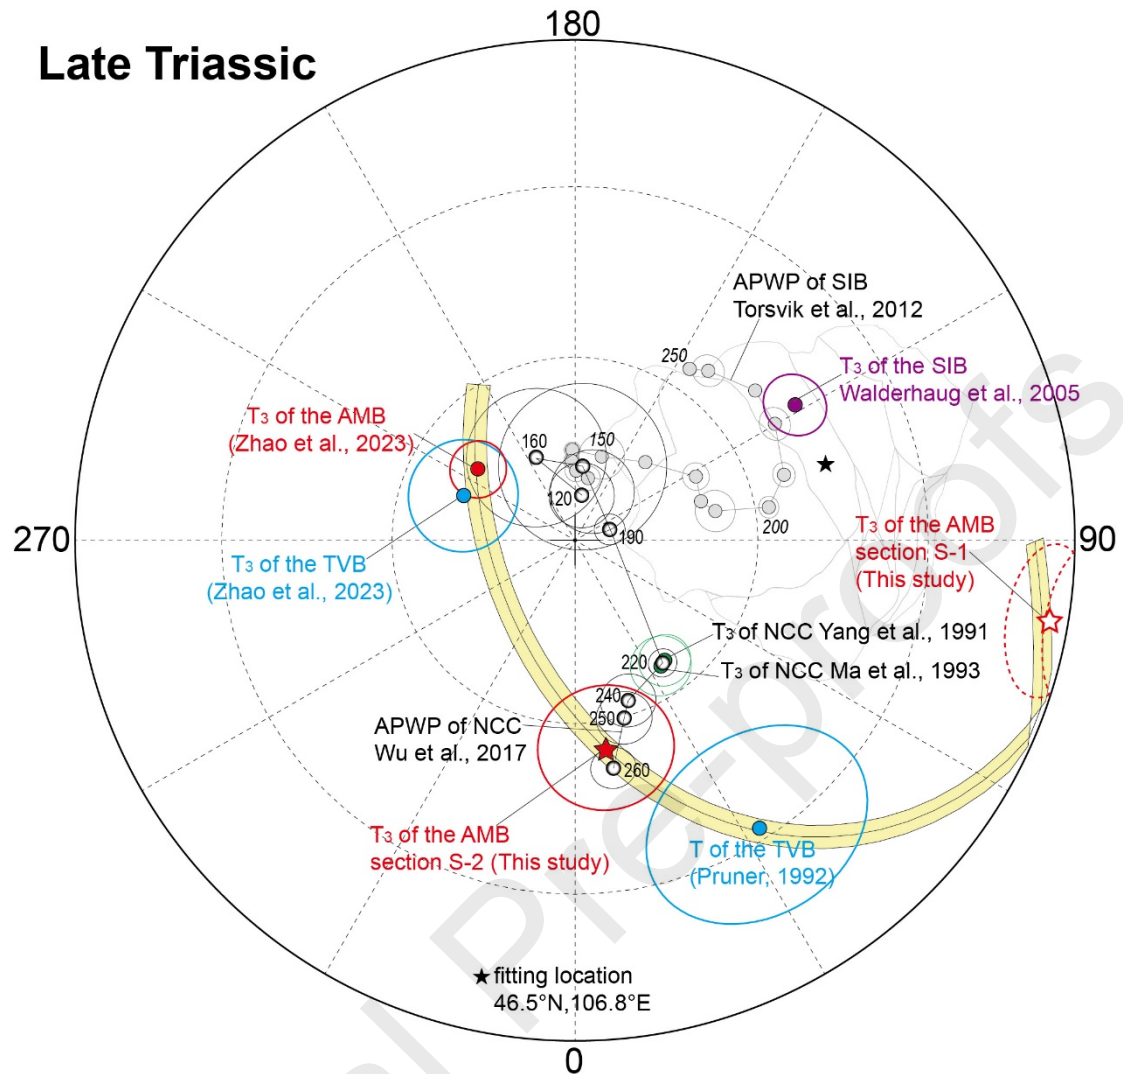 180
Late Triassic
APWP of SIB
Torsvik et al., 2012
250
T₃ of the SIB
Walderhaug et al., 2005
T₃ of the AMB
(Zhao et al., 2023)
160
150
120
200
T₃ of the AMB
section S-1
(This study)
270
90
190
T₃ of the TVB
(Zhao et al., 2023)
T₃ of NCC Yang et al., 1991
220
T₃ of NCC Ma et al., 1993
240
250
APWP of NCC
Wu et al., 2017
260
T₃ of the AMB
section S-2 (This study)
T of the TVB
(Pruner, 1992)
fitting location
46.5°N,106.8°E
0
al Preproofs